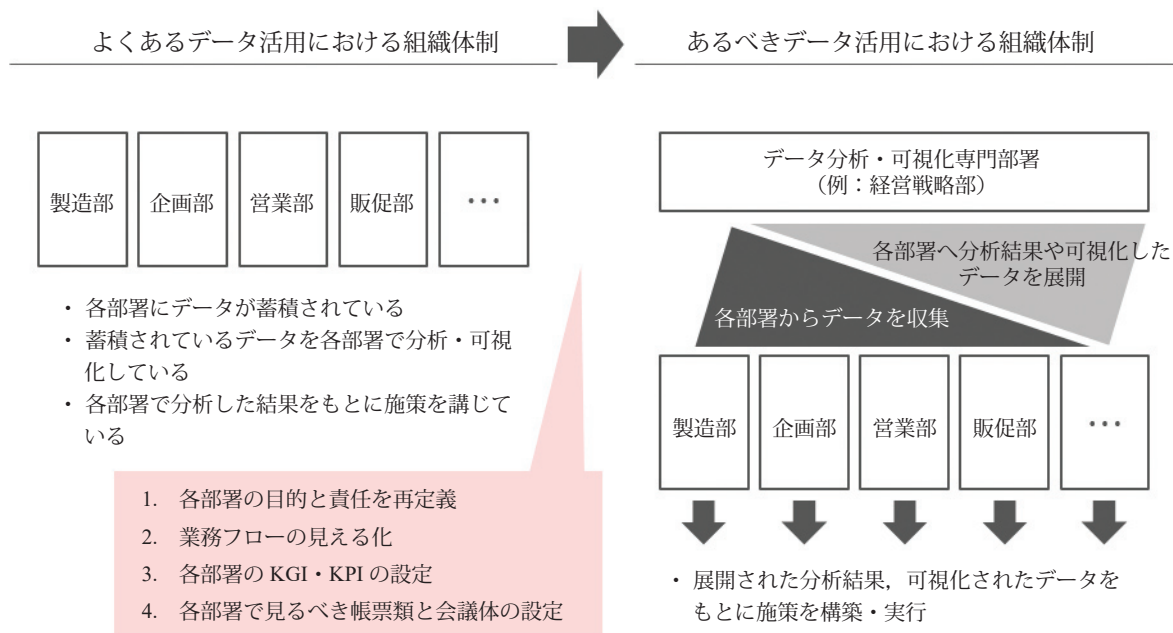 よくあるデータ活用における組織体制
あるべきデータ活用における組織体制
製造部
企画部
営業部
販促部
・・・
・ 各部署にデータが蓄積されている
・ 蓄積されているデータを各部署で分析・可視
化している
・ 各部署で分析した結果をもとに施策を講じて
いる
1. 各部署の目的と責任を再定義
2. 業務フローの見える化
3. 各部署の KGI・KPI の設定
4. 各部署で見るべき帳票類と会議体の設定
データ分析・可視化専門部署
(例：経営戦略部)
各部署へ分析結果や可視化した
データを展開
各部署からデータを収集
製造部
企画部
営業部
販促部
・・・
・ 展開された分析結果，可視化されたデータを
もとに施策を構築・実行